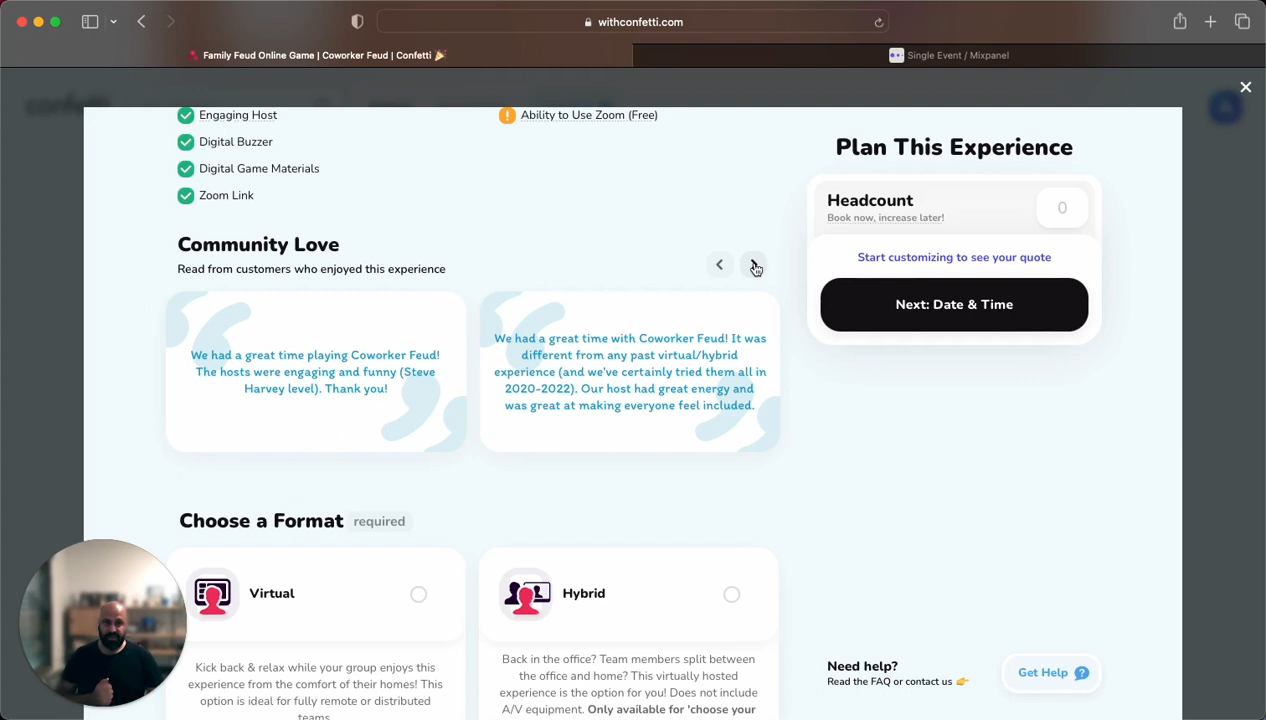 withconfetti.com
Family Feud Online Game | Coworker Feud | Confetti 🎉
Single Event / Mixpanel
Engaging Host
Ability to Use Zoom (Free)
Digital Buzzer
Digital Game Materials
Zoom Link
Community Love
Read from customers who enjoyed this experience
We had a great time playing Coworker Feud!
The hosts were engaging and funny (Steve
Harvey level). Thank you!
We had a great time with Coworker Feud! It was
different from any past virtual/hybrid
experience (and we've certainly tried them all in
2020-2022). Our host had great energy and
was great at making everyone feel included.
Plan This Experience
Headcount
0
Book now, increase later!
Start customizing to see your quote
Next: Date & Time
Choose a Format required
Virtual
Kick back & relax while your group enjoys this
experience from the comfort of their homes! This
option is ideal for fully remote or distributed
teams.
Hybrid
Back in the office? Team members split between
the office and home? This virtually hosted
experience is the option for you! Does not include
A/V equipment. Only available for 'choose your
Need help?
Read the FAQ or contact us 👉
Get Help ?